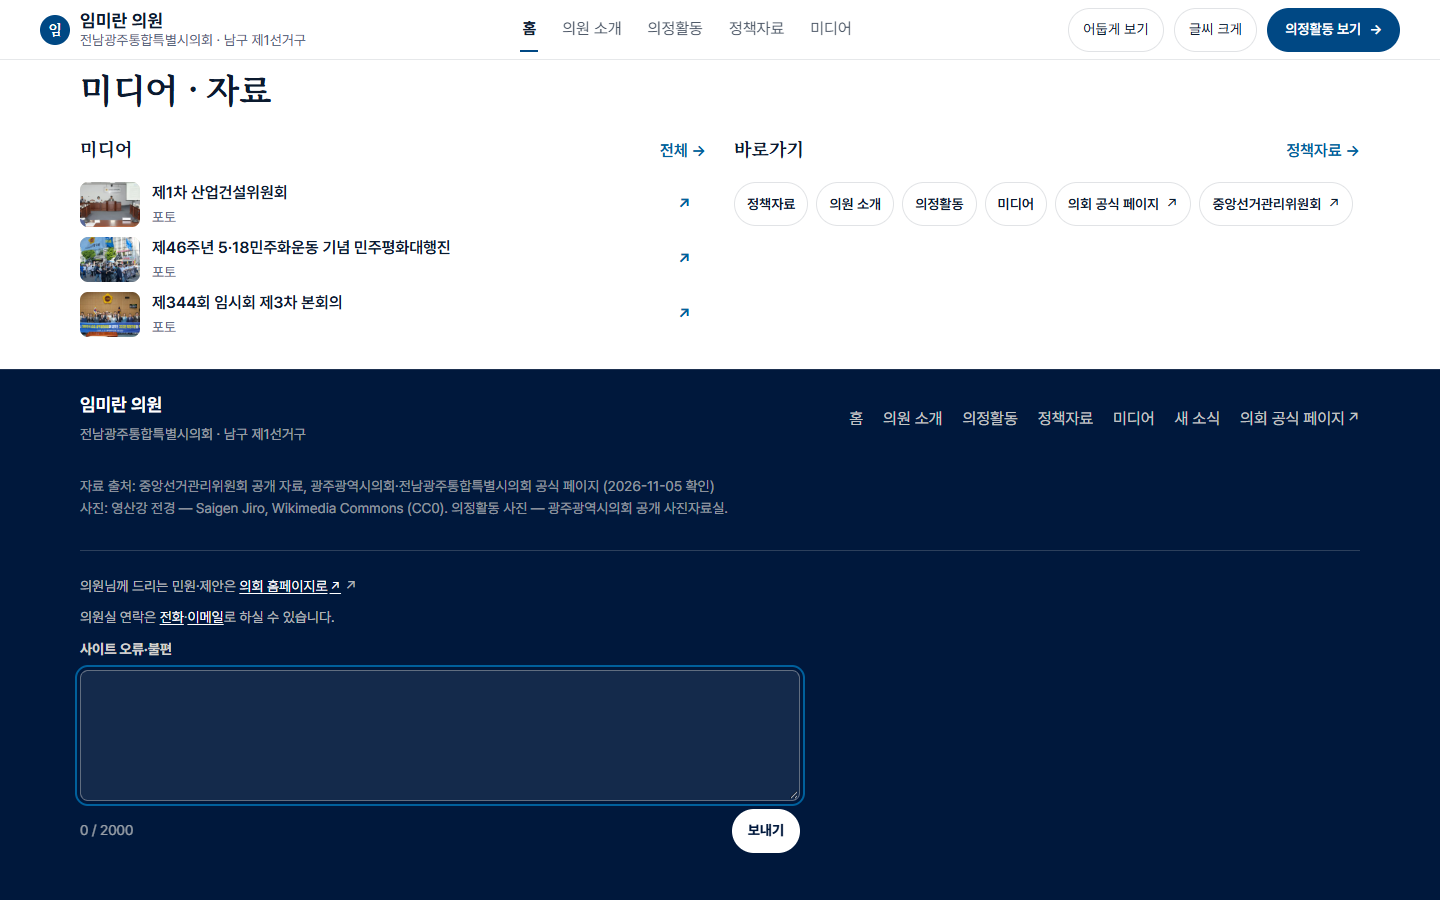 임
임미란 의원
전남광주통합특별시의회 · 남구 제1선거구
홈
의원 소개
의정활동
정책자료
미디어
어둡게 보기
글씨 크게
의정활동 보기 →
미디어 · 자료
미디어
전체 →
제1차 산업건설위원회
포토
↗
제46주년 5·18민주화운동 기념 민주평화대행진
포토
↗
제344회 임시회 제3차 본회의
포토
↗
바로가기
정책자료 →
정책자료
의원 소개
의정활동
미디어
의회 공식 페이지 ↗
중앙선거관리위원회 ↗
임미란 의원
전남광주통합특별시의회 · 남구 제1선거구
홈
의원 소개
의정활동
정책자료
미디어
새 소식
의회 공식 페이지 ↗
자료 출처: 중앙선거관리위원회 공개 자료, 광주광역시의회·전남광주통합특별시의회 공식 페이지 (2026-11-05 확인)
사진: 영산강 전경 — Saigen Jiro, Wikimedia Commons (CC0). 의정활동 사진 — 광주광역시의회 공개 사진자료실.
의원님께 드리는 민원·제안은 의회 홈페이지로 ↗ ↗
의원실 연락은 전화·이메일로 하실 수 있습니다.
사이트 오류·불편
0 / 2000
보내기